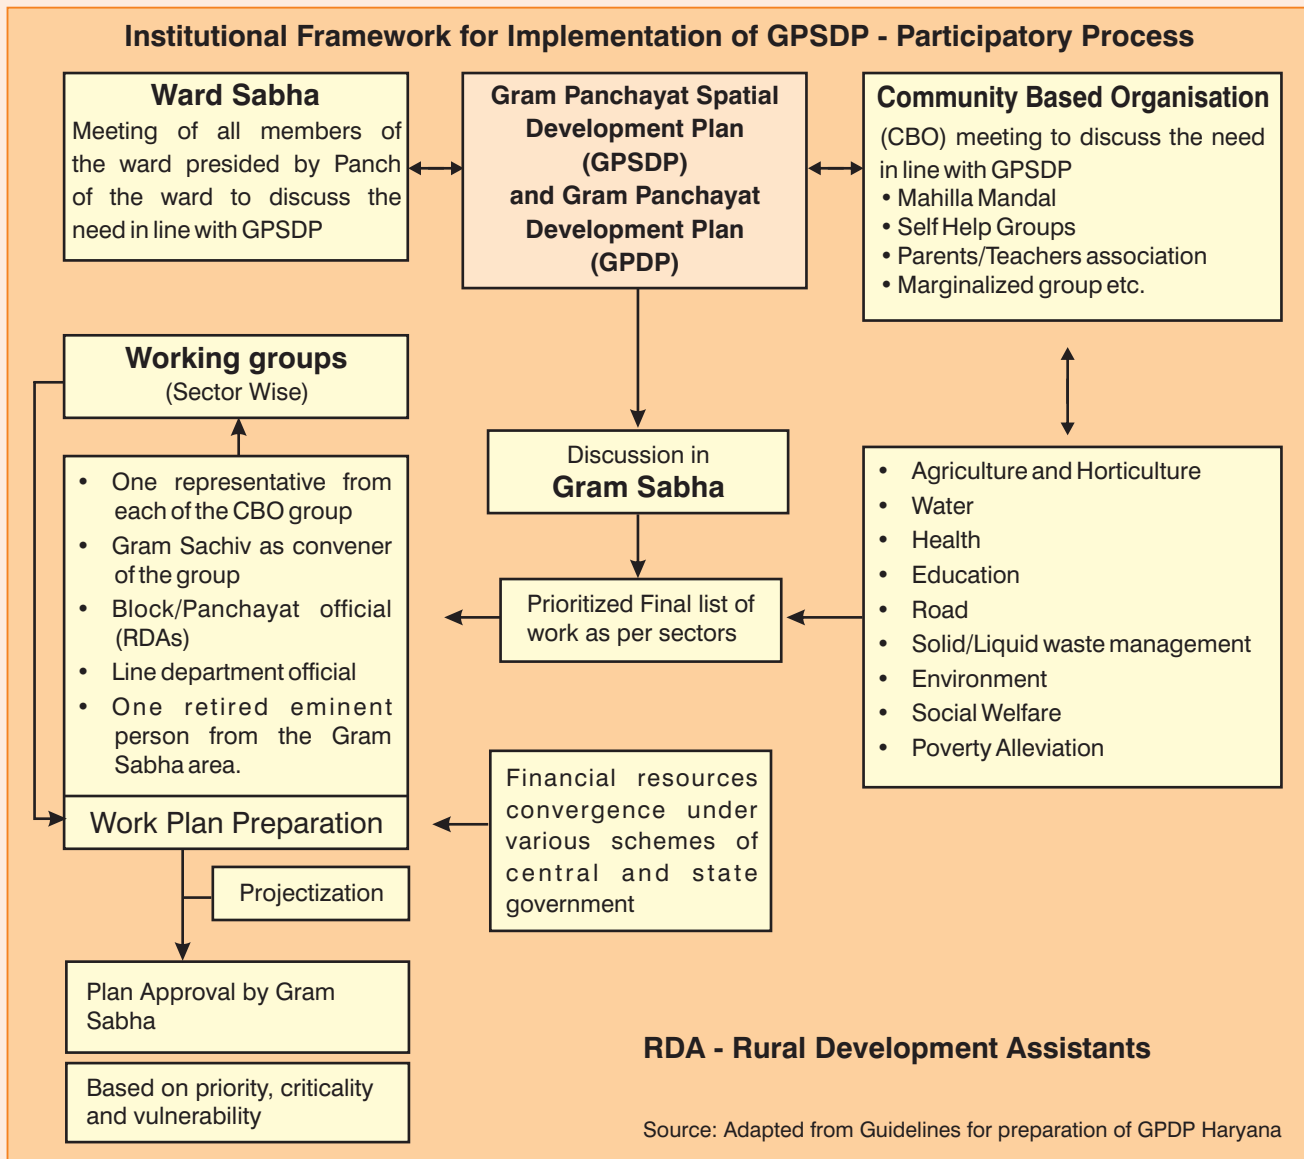 Institutional Framework for Implementation of GPSDP - Participatory Process
Ward Sabha
Meeting of all members of
the ward presided by Panch
of the ward to discuss the
need in line with GPSDP
Gram Panchayat Spatial
Development Plan
(GPSDP)
and Gram Panchayat
Development Plan
(GPDP)
Community Based Organisation
(CBO) meeting to discuss the need
in line with GPSDP
• Mahilla Mandal
• Self Help Groups
• Parents/Teachers association
• Marginalized group etc.
Working groups
(Sector Wise)
• One representative from
each of the CBO group
• Gram Sachiv as convener
of the group
• Block/Panchayat official
(RDAs)
• Line department official
• One retired eminent
person from the Gram
Sabha area.
Work Plan Preparation
Discussion in
Gram Sabha
Prioritized Final list of
work as per sectors
• Agriculture and Horticulture
• Water
• Health
• Education
• Road
• Solid/Liquid waste management
• Environment
• Social Welfare
• Poverty Alleviation
Financial resources
convergence under
various schemes of
central and state
government
Projectization
Plan Approval by Gram
Sabha
Based on priority, criticality
and vulnerability
RDA - Rural Development Assistants
Source: Adapted from Guidelines for preparation of GPDP Haryana